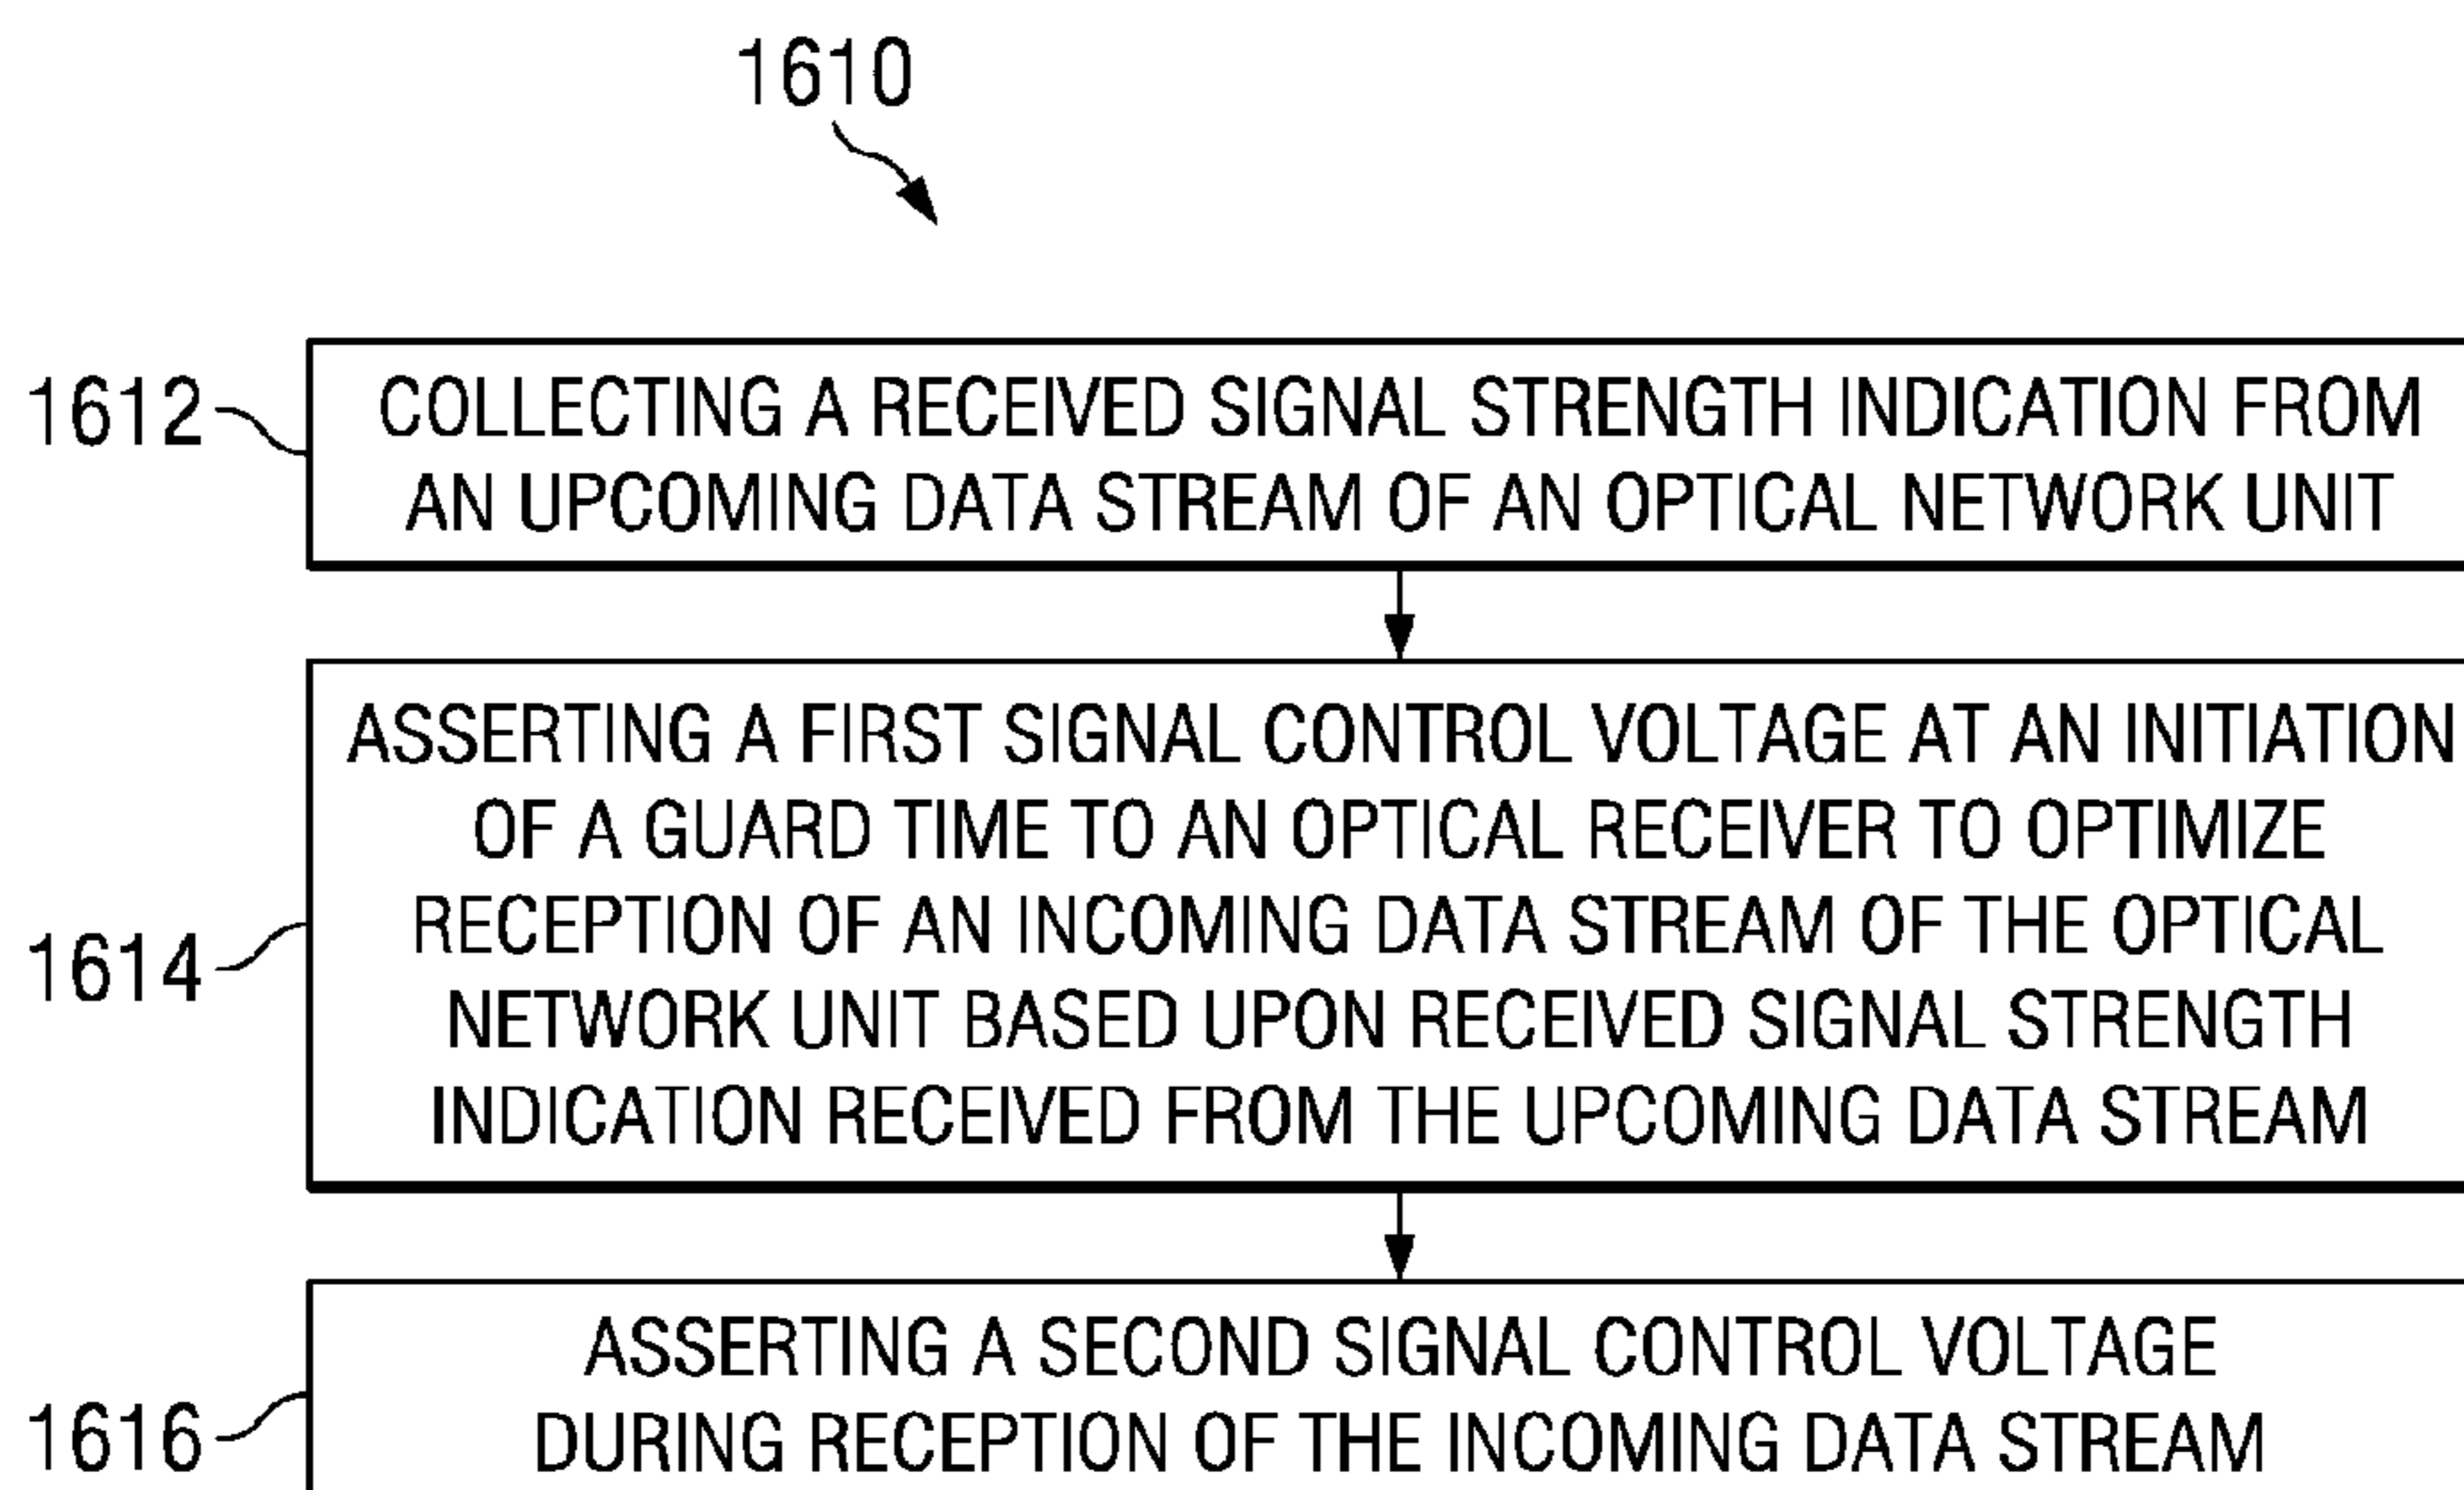 1610
1612
COLLECTING A RECEIVED SIGNAL STRENGTH INDICATION FROM
AN UPCOMING DATA STREAM OF AN OPTICAL NETWORK UNIT
1614
ASSERTING A FIRST SIGNAL CONTROL VOLTAGE AT AN INITIATION
OF A GUARD TIME TO AN OPTICAL RECEIVER TO OPTIMIZE
RECEPTION OF AN INCOMING DATA STREAM OF THE OPTICAL
NETWORK UNIT BASED UPON RECEIVED SIGNAL STRENGTH
INDICATION RECEIVED FROM THE UPCOMING DATA STREAM
1616
ASSERTING A SECOND SIGNAL CONTROL VOLTAGE
DURING RECEPTION OF THE INCOMING DATA STREAM